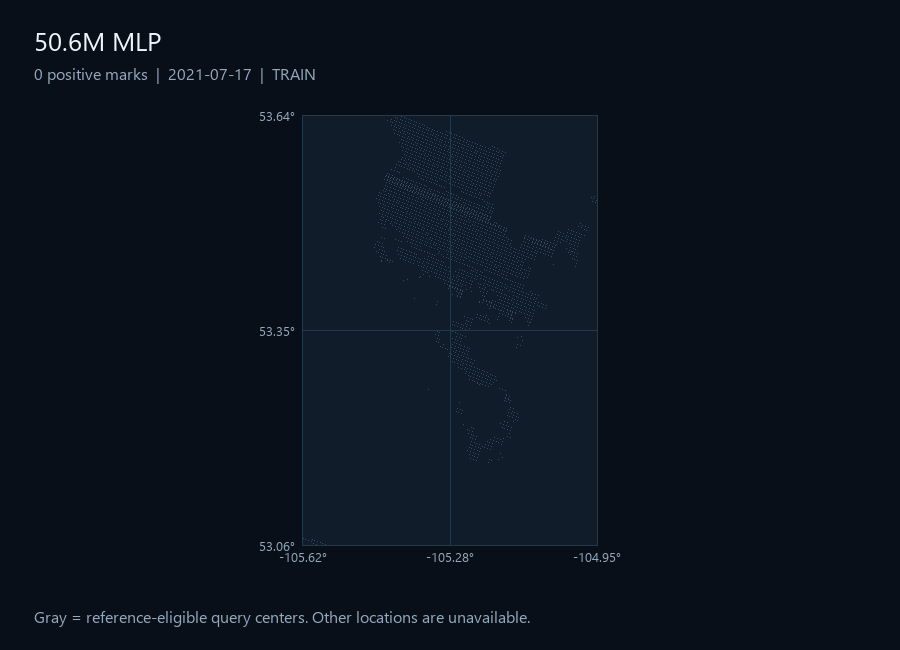 50.6M MLP
0 positive marks | 2021-07-17 | TRAIN
53.64°
53.35°
53.06°
-105.62° -105.28° -104.95°
Gray = reference-eligible query centers. Other locations are unavailable.